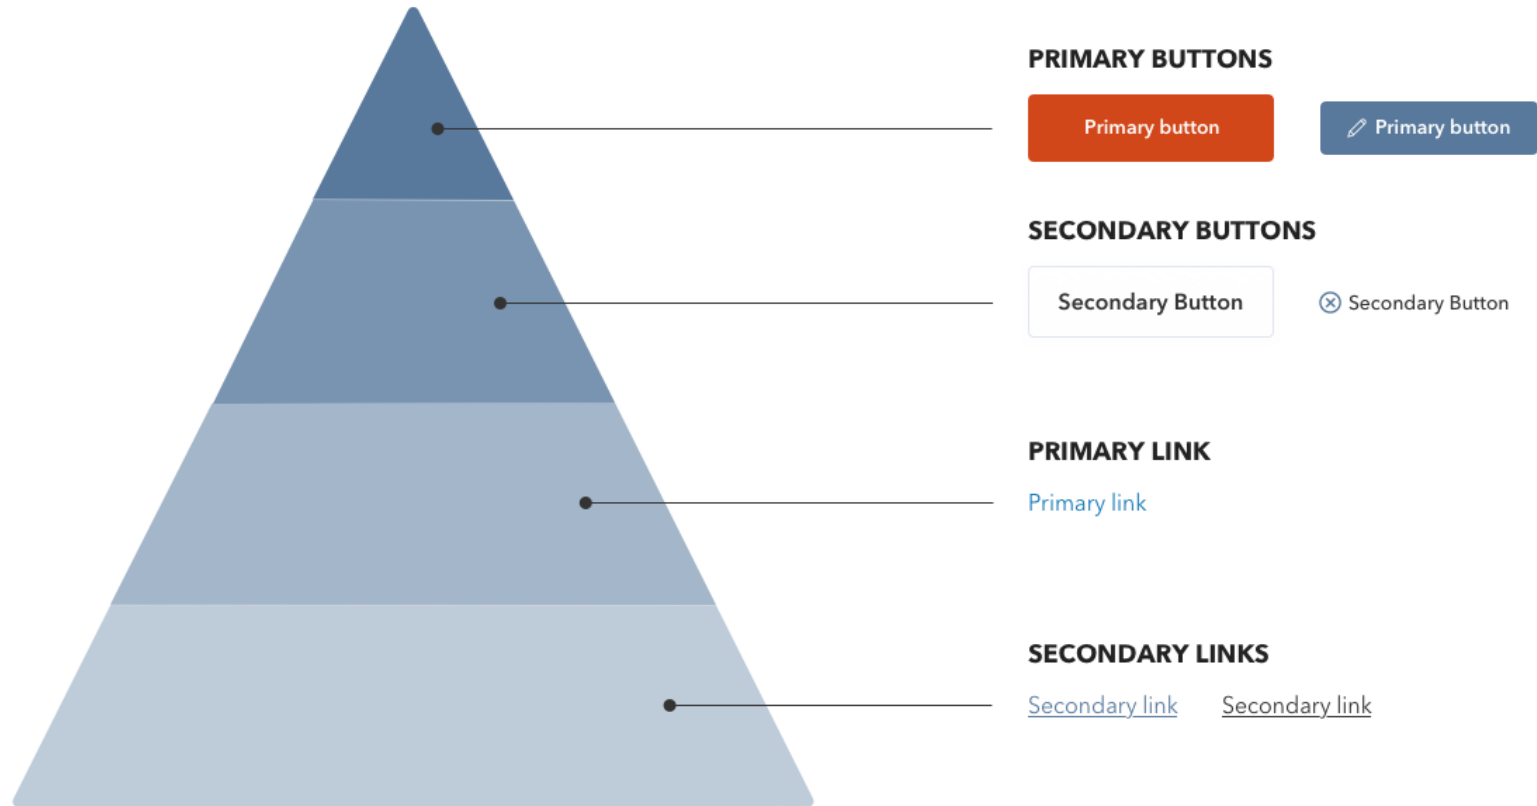 PRIMARY BUTTONS
Primary button
Primary button
SECONDARY BUTTONS
Secondary Button
Secondary Button
PRIMARY LINK
Primary link
SECONDARY LINKS
Secondary link
Secondary link